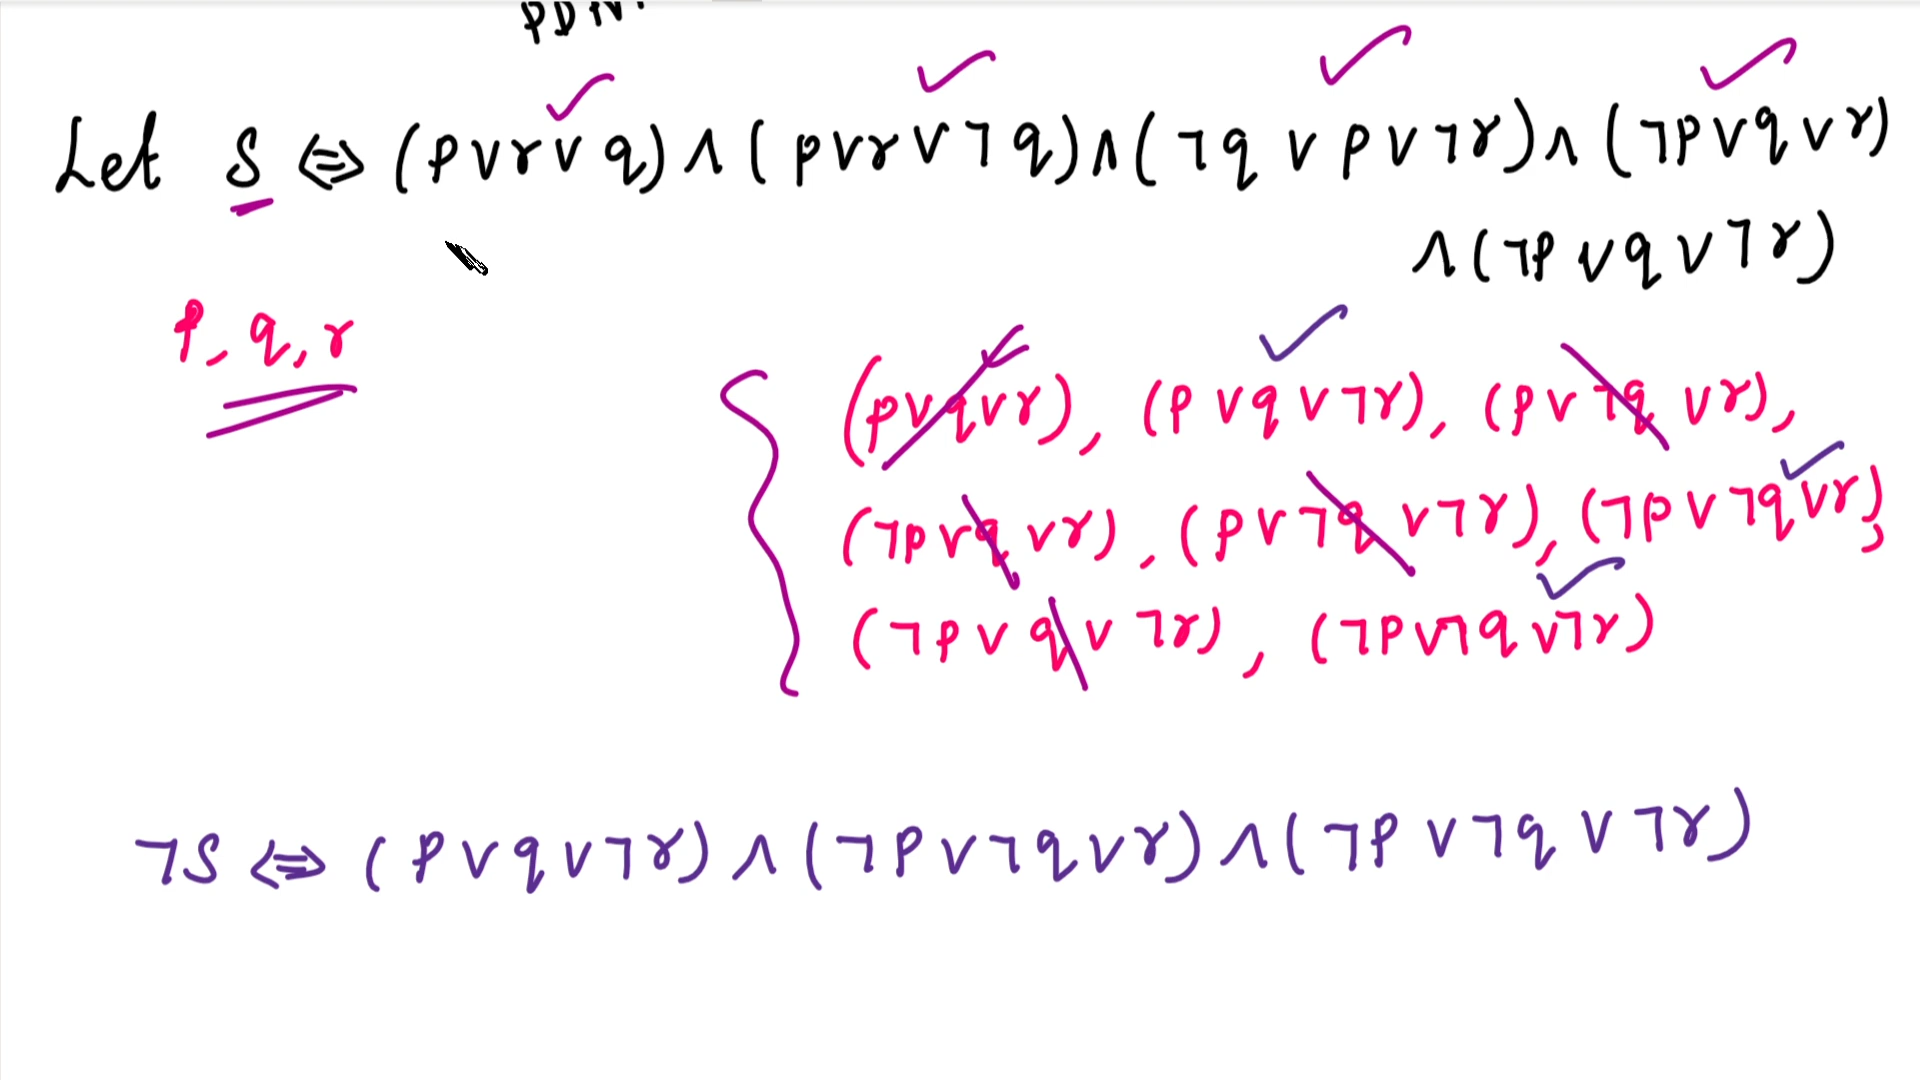 Let S ⇔ (p ∨ r ∨ q) ∧ (p ∨ r ∨ ¬q) ∧ (¬q ∨ p ∨ ¬r) ∧ (¬p ∨ q ∨ r)
∧ (¬p ∨ q ∨ ¬r)
p, q, r
(p ∨ q ∨ r), (p ∨ q ∨ ¬r), (p ∨ ¬q ∨ r),
(¬p ∨ q ∨ r), (p ∨ ¬q ∨ ¬r), (¬p ∨ ¬q ∨ r),
(¬p ∨ q ∨ ¬r), (¬p ∨ ¬q ∨ ¬r)
¬S ⇔ (p ∨ q ∨ ¬r) ∧ (¬p ∨ ¬q ∨ r) ∧ (¬p ∨ ¬q ∨ ¬r)